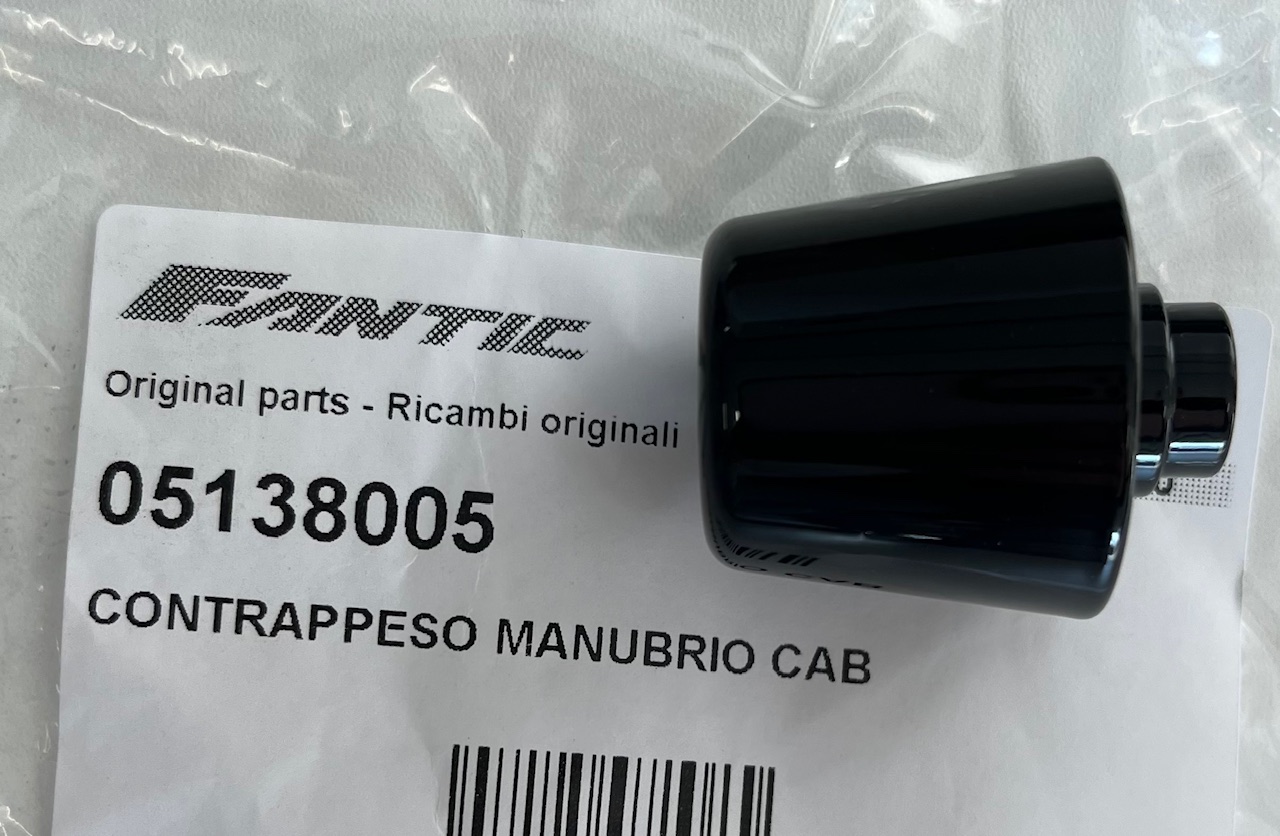 FANTIC
Original parts - Ricambi originali
05138005
CONTRAPPESO MANUBRIO CAB